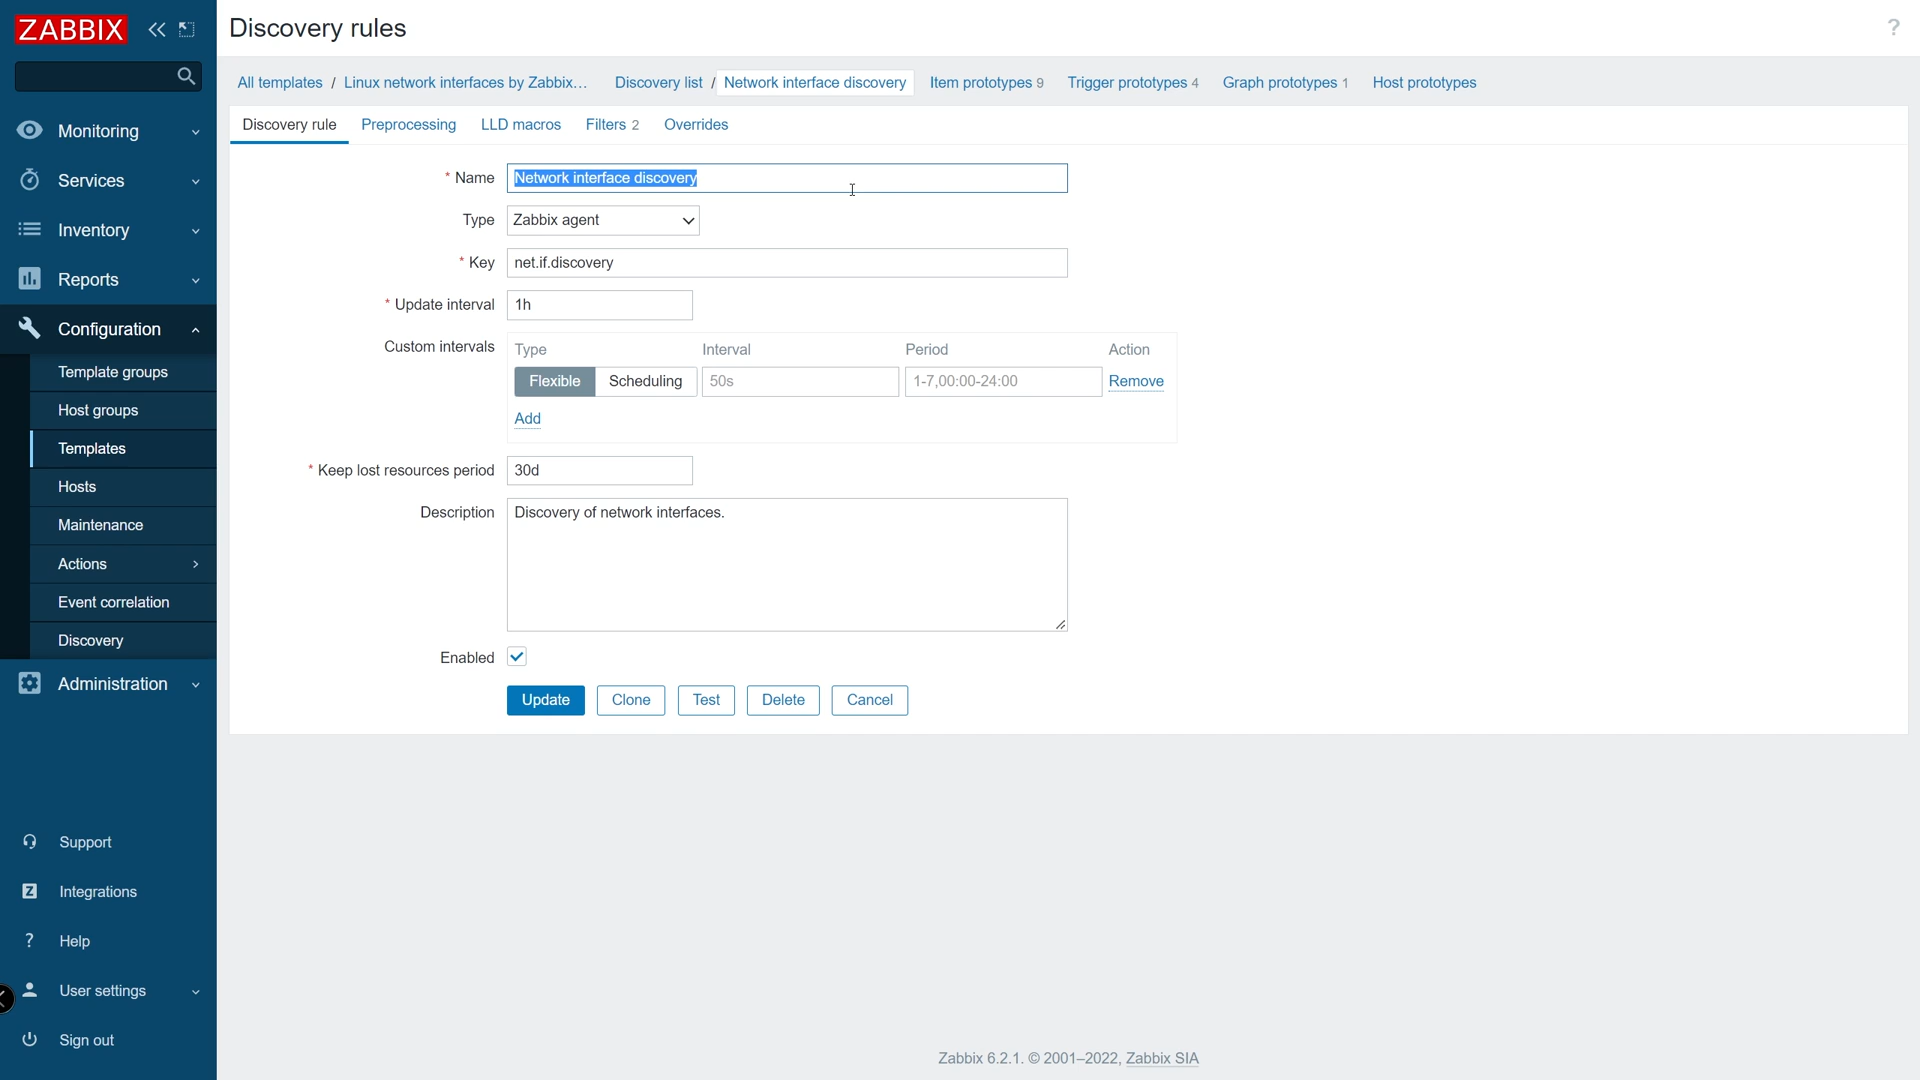 ZABBIX
Discovery rules
?
All templates / Linux network interfaces by Zabbix... Discovery list / Network interface discovery Item prototypes 9 Trigger prototypes 4 Graph prototypes 1 Host prototypes
Discovery rule Preprocessing LLD macros Filters 2 Overrides
Monitoring
Services
Inventory
Reports
Configuration
Template groups
Host groups
Templates
Hosts
Maintenance
Actions
Event correlation
Discovery
Administration
Support
Z Integrations
? Help
User settings
Sign out
* Name Network interface discovery
Type Zabbix agent
* Key net.if.discovery
* Update interval 1h
Custom intervals Type Interval Period Action
Flexible Scheduling 50s 1-7,00:00-24:00 Remove
Add
* Keep lost resources period 30d
Description Discovery of network interfaces.
Enabled
Update Clone Test Delete Cancel
Zabbix 6.2.1. © 2001–2022, Zabbix SIA